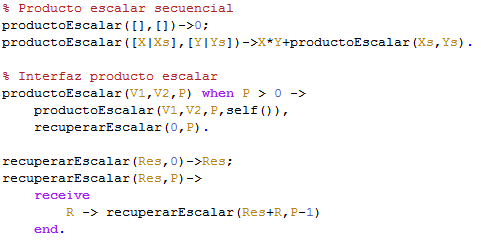 % Producto escalar secuencial
productoEscalar([],[])->0;
productoEscalar([X|Xs],[Y|Ys])->X*Y+productoEscalar(Xs,Ys).
% Interfaz producto escalar
productoEscalar(V1,V2,P) when P > 0 ->
productoEscalar(V1,V2,P,self()),
recuperarEscalar(0,P).
recuperarEscalar(Res,0)->Res;
recuperarEscalar(Res,P)->
receive
R -> recuperarEscalar(Res+R,P-1)
end.